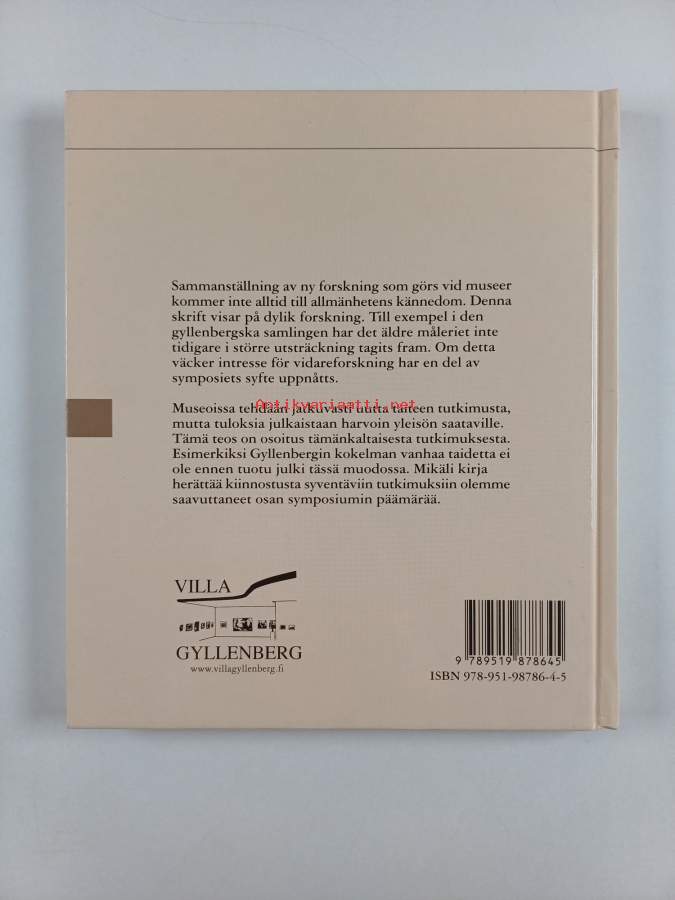 Sammanställning av ny forskning som görs vid museer
kommer inte alltid till allmänhetens kännedom. Denna
skrift visar på dylik forskning. Till exempel i den
gyllenbergska samlingen har det äldre måleriet inte
tidigare i större utsträckning tagits fram. Om detta
väcker intresse för vidareforskning har en del av
symposiets syfte uppnåtts.
Antikvariaatti.net
Museoissa tehdään jatkuvasti uutta taiteen tutkimusta,
mutta tuloksia julkaistaan harvoin yleisön saataville.
Tämä teos on osoitus tämänkaltaisesta tutkimuksesta.
Esimerkiksi Gyllenbergin kokelman vanhaa taidetta ei
ole ennen tuotu julki tässä muodossa. Mikäli kirja
herättää kiinnostusta syventäviin tutkimuksiin olemme
saavuttaneet osan symposiumin päämäärää.
VILLA
GYLLENBERG
www.villagyllenberg.fi
9 789519 878645
ISBN 978-951-98786-4-5